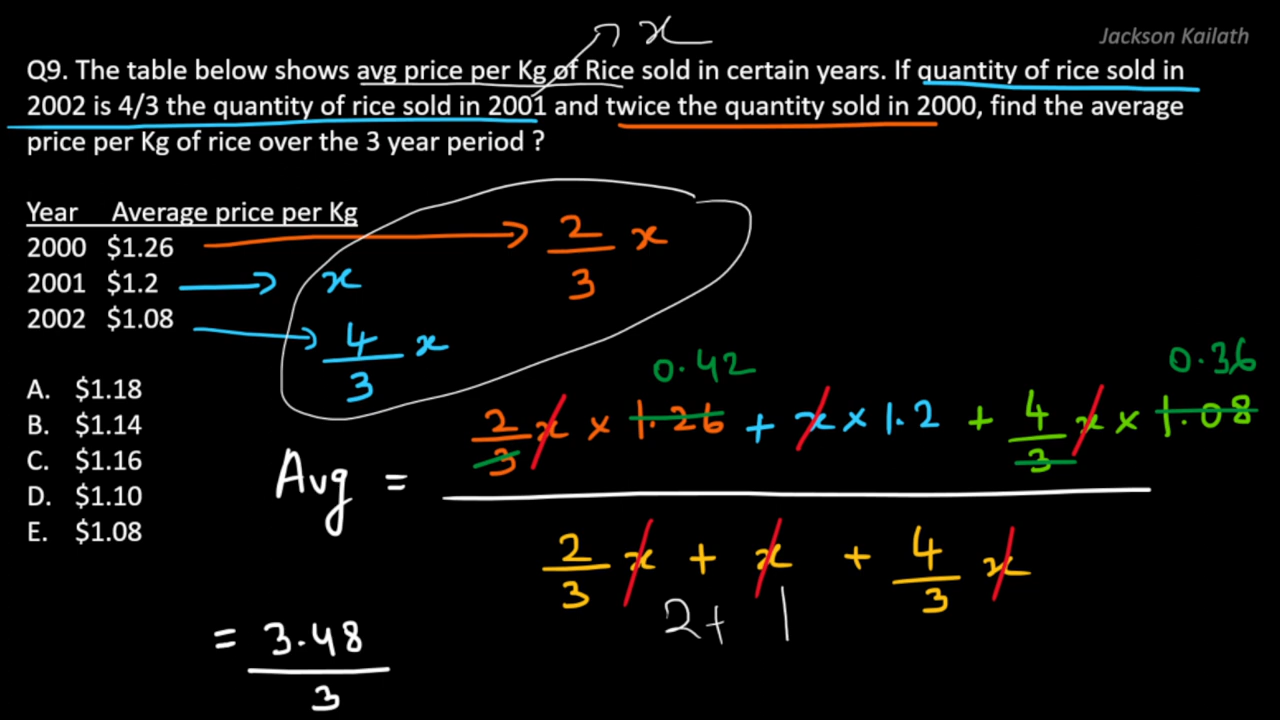 x
Jackson Kailath
Q9. The table below shows avg price per Kg of Rice sold in certain years. If quantity of rice sold in
2002 is 4/3 the quantity of rice sold in 2001 and twice the quantity sold in 2000, find the average
price per Kg of rice over the 3 year period ?
Year Average price per Kg
2000 $1.26 → 2/3 x
2001 $1.2 → x
2002 $1.08 → 4/3 x
A. $1.18
B. $1.14
C. $1.16
D. $1.10
E. $1.08
0.42 0.36
Avg = 2/3 x × 1.26 + x × 1.2 + 4/3 x × 1.08
2/3 x + x + 4/3 x
2 + 1
= 3.48/3